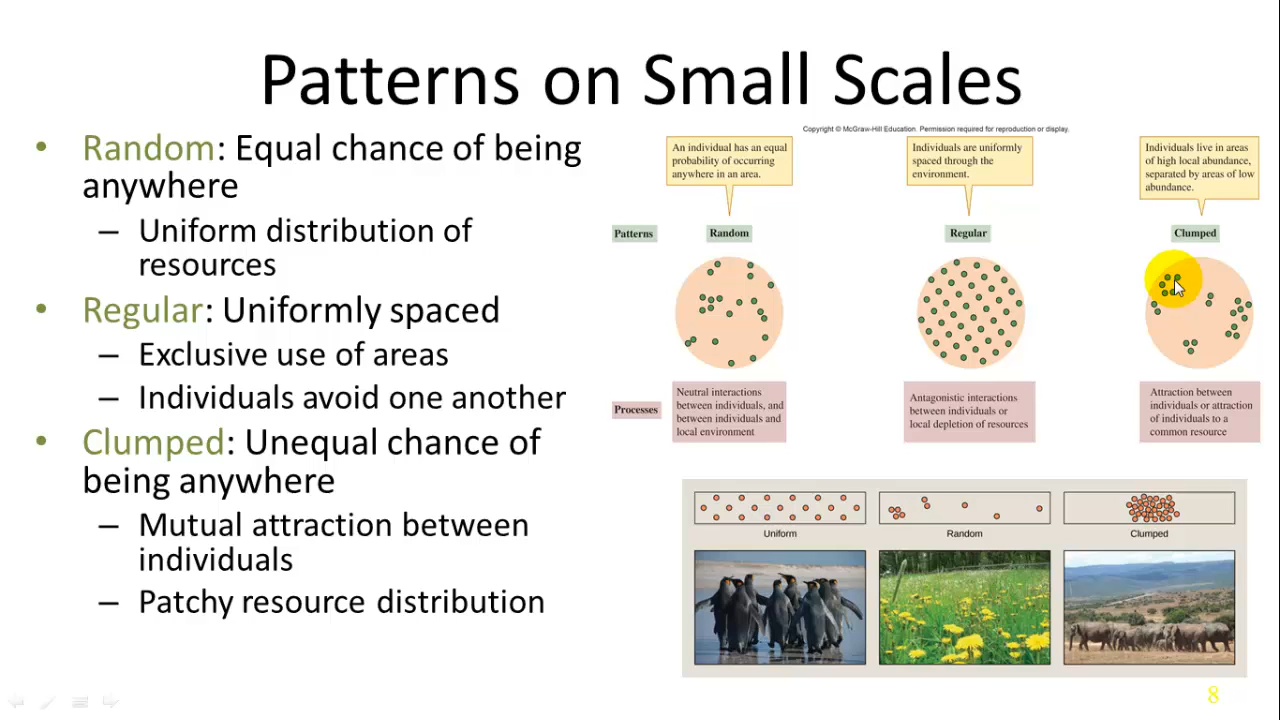 Patterns on Small Scales
• Random: Equal chance of being
anywhere
– Uniform distribution of
resources
• Regular: Uniformly spaced
– Exclusive use of areas
– Individuals avoid one another
• Clumped: Unequal chance of
being anywhere
– Mutual attraction between
individuals
– Patchy resource distribution
Copyright © McGraw-Hill Education. Permission required for reproduction or display.
An individual has an equal
probability of occurring
anywhere in an area.
Individuals are uniformly
spaced through the
environment.
Individuals live in areas
of high local abundance,
separated by areas of low
abundance.
Patterns
Random
Regular
Clumped
Processes
Neutral interactions
between individuals, and
between individuals and
local environment
Antagonistic interactions
between individuals or
local depletion of resources
Attraction between
individuals or attraction
of individuals to a
common resource
Uniform
Random
Clumped
8